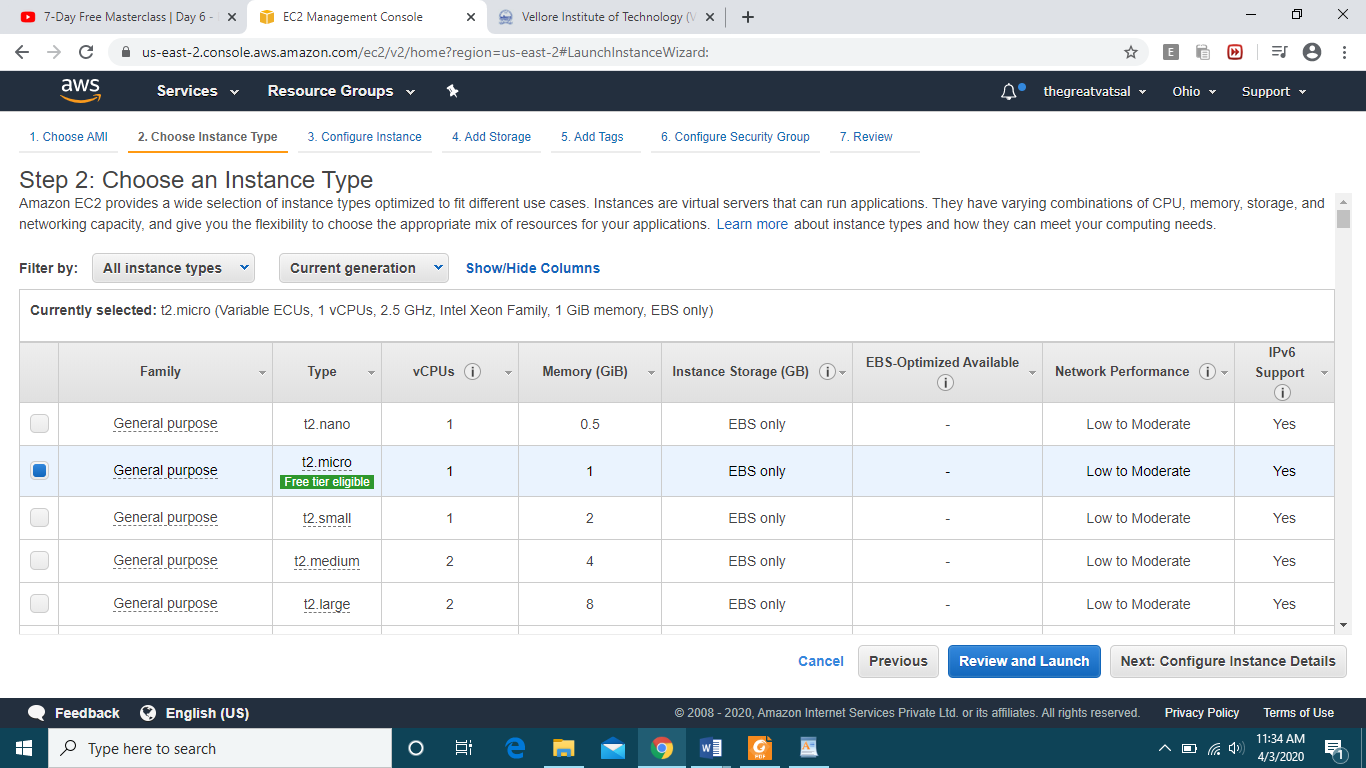 7-Day Free Masterclass | Day 6 -
EC2 Management Console
Vellore Institute of Technology (V
us-east-2.console.aws.amazon.com/ec2/v2/home?region=us-east-2#LaunchInstanceWizard:
E
aws
Services
Resource Groups
thegreatvatsal
Ohio
Support
1. Choose AMI
2. Choose Instance Type
3. Configure Instance
4. Add Storage
5. Add Tags
6. Configure Security Group
7. Review
Step 2: Choose an Instance Type
Amazon EC2 provides a wide selection of instance types optimized to fit different use cases. Instances are virtual servers that can run applications. They have varying combinations of CPU, memory, storage, and
networking capacity, and give you the flexibility to choose the appropriate mix of resources for your applications. Learn more about instance types and how they can meet your computing needs.
Filter by: All instance types Current generation Show/Hide Columns
Currently selected: t2.micro (Variable ECUs, 1 vCPUs, 2.5 GHz, Intel Xeon Family, 1 GiB memory, EBS only)
Family Type vCPUs i Memory (GiB) Instance Storage (GB) i EBS-Optimized Available i Network Performance i IPv6 Support i
General purpose t2.nano 1 0.5 EBS only - Low to Moderate Yes
General purpose t2.micro Free tier eligible 1 1 EBS only - Low to Moderate Yes
General purpose t2.small 1 2 EBS only - Low to Moderate Yes
General purpose t2.medium 2 4 EBS only - Low to Moderate Yes
General purpose t2.large 2 8 EBS only - Low to Moderate Yes
Cancel Previous Review and Launch Next: Configure Instance Details
Feedback English (US) © 2008 - 2020, Amazon Internet Services Private Ltd. or its affiliates. All rights reserved. Privacy Policy Terms of Use
Type here to search
11:34 AM
4/3/2020
1